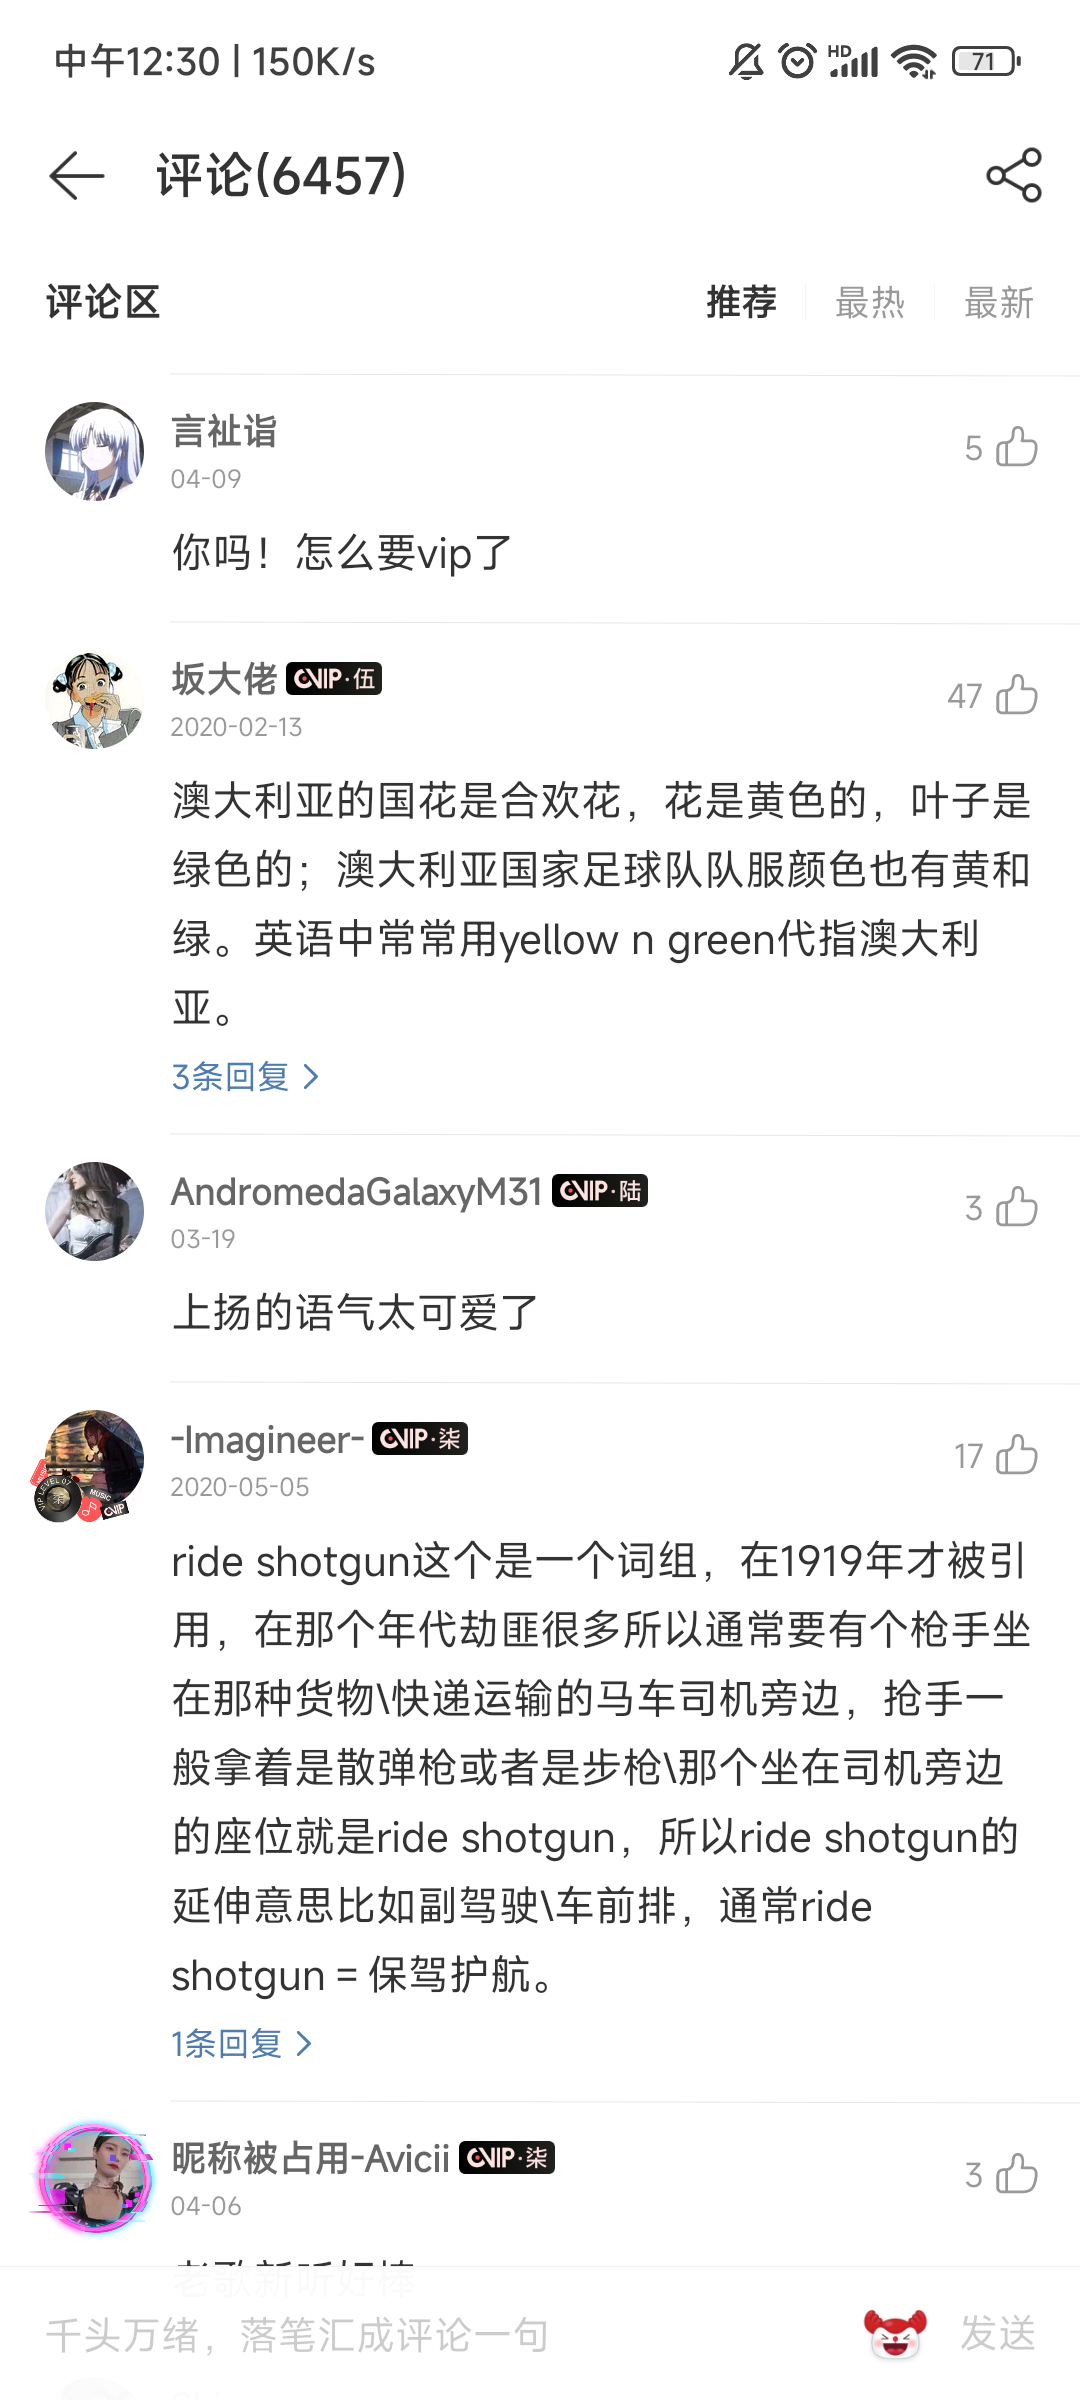 中午12:30 | 150K/s
HD
71
评论(6457)
评论区
推荐
最热
最新
言祉诣
5
04-09
你吗！怎么要vip了
坂大佬 VIP·伍
47
2020-02-13
澳大利亚的国花是合欢花，花是黄色的，叶子是
绿色的；澳大利亚国家足球队队服颜色也有黄和
绿。英语中常常用yellow n green代指澳大利
亚。
3条回复
AndromedaGalaxyM31 VIP·陆
3
03-19
上扬的语气太可爱了
-Imagineer- VIP·柒
17
2020-05-05
VIP LEVEL 07
柒
MUSIC
VIP
ride shotgun这个是一个词组，在1919年才被引
用，在那个年代劫匪很多所以通常要有个枪手坐
在那种货物\快递运输的马车司机旁边，抢手一
般拿着是散弹枪或者是步枪\那个坐在司机旁边
的座位就是ride shotgun，所以ride shotgun的
延伸意思比如副驾驶\车前排，通常ride
shotgun = 保驾护航。
1条回复
昵称被占用-Avicii VIP·柒
3
04-06
老歌新听好棒
千头万绪，落笔汇成评论一句
发送